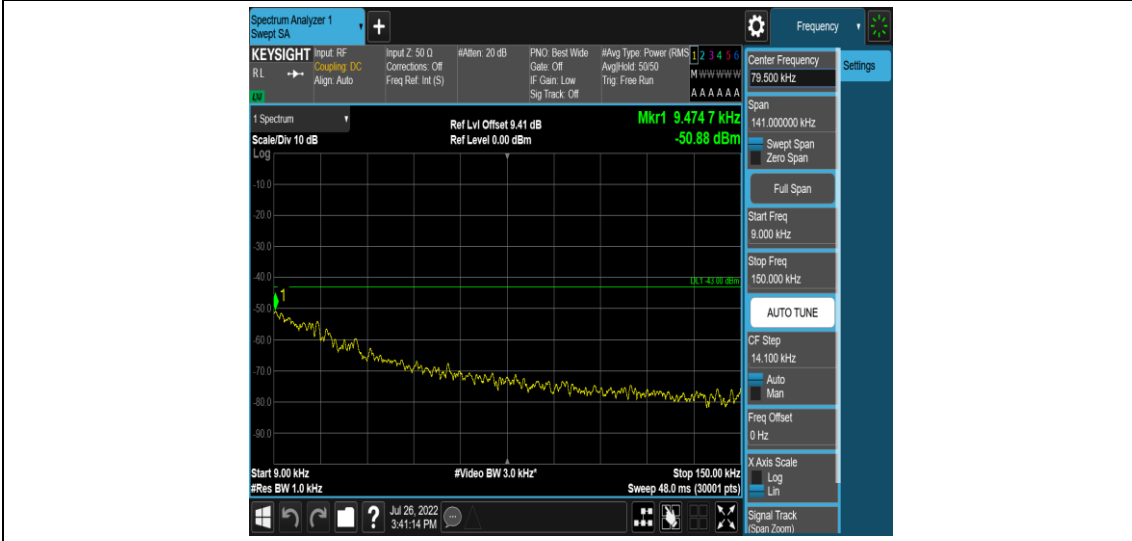 Spectrum Analyzer 1
Swept SA
+
Frequency
KEYSIGHT
RL
Input: RF
Coupling: DC
Align: Auto
Input Z: 50 Ω
Corrections: Off
Freq Ref: Int (S)
#Atten: 20 dB
PNO: Best Wide
Gate: Off
IF Gain: Low
Sig Track: Off
#Avg Type: Power (RMS
Avg|Hold: 50/50
Trig: Free Run
1 2 3 4 5 6
M W W W W W
A A A A A A
1 Spectrum
Scale/Div 10 dB
Log
Ref Lvl Offset 9.41 dB
Ref Level 0.00 dBm
Mkr1 9.474 7 kHz
-50.88 dBm
-10.0
-20.0
-30.0
-40.0
-50.0
-60.0
-70.0
-80.0
-90.0
DL1 -43.00 dBm
1
Start 9.00 kHz
#Res BW 1.0 kHz
#Video BW 3.0 kHz*
Stop 150.00 kHz
Sweep 48.0 ms (30001 pts)
?
Jul 26, 2022
3:41:14 PM
Center Frequency
79.500 kHz
Settings
Span
141.000000 kHz
Swept Span
Zero Span
Full Span
Start Freq
9.000 kHz
Stop Freq
150.000 kHz
AUTO TUNE
CF Step
14.100 kHz
Auto
Man
Freq Offset
0 Hz
X Axis Scale
Log
Lin
Signal Track
(Span Zoom)